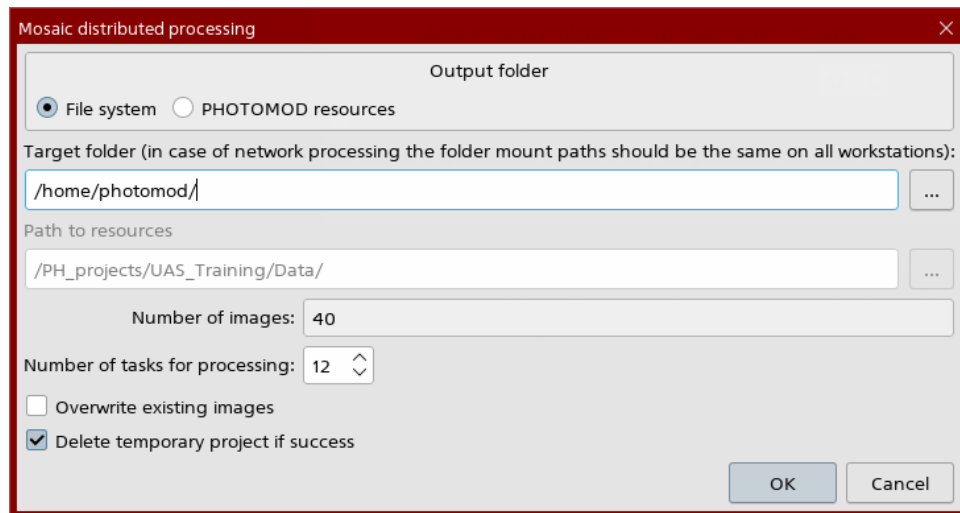 Mosaic distributed processing
Output folder
File system PHOTOMOD resources
Target folder (in case of network processing the folder mount paths should be the same on all workstations):
/home/photomod/
...
Path to resources
/PH_projects/UAS_Training/Data/
...
Number of images: 40
Number of tasks for processing: 12
Overwrite existing images
Delete temporary project if success
OK Cancel